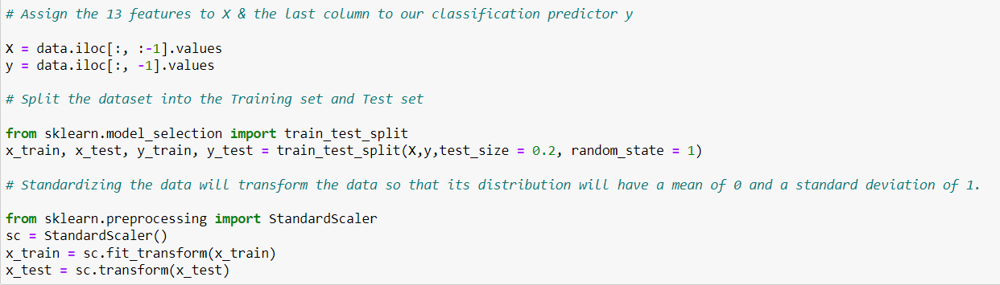 # Assign the 13 features to X & the last column to our classification predictor y
X = data.iloc[:, :-1].values
y = data.iloc[:, -1].values
# Split the dataset into the Training set and Test set
from sklearn.model_selection import train_test_split
x_train, x_test, y_train, y_test = train_test_split(X,y,test_size = 0.2, random_state = 1)
# Standardizing the data will transform the data so that its distribution will have a mean of 0 and a standard deviation of 1.
from sklearn.preprocessing import StandardScaler
sc = StandardScaler()
x_train = sc.fit_transform(x_train)
x_test = sc.transform(x_test)